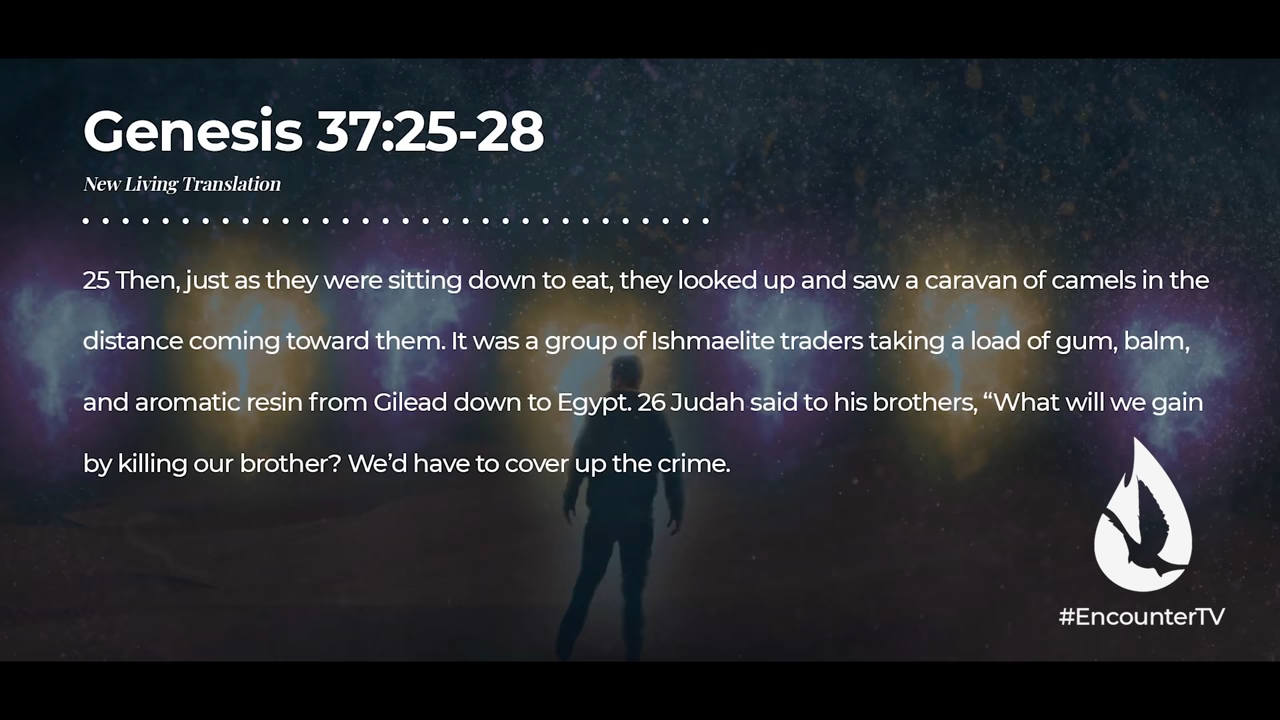 Genesis 37:25-28
New Living Translation
25 Then, just as they were sitting down to eat, they looked up and saw a caravan of camels in the
distance coming toward them. It was a group of Ishmaelite traders taking a load of gum, balm,
and aromatic resin from Gilead down to Egypt. 26 Judah said to his brothers, “What will we gain
by killing our brother? We’d have to cover up the crime.
#EncounterTV